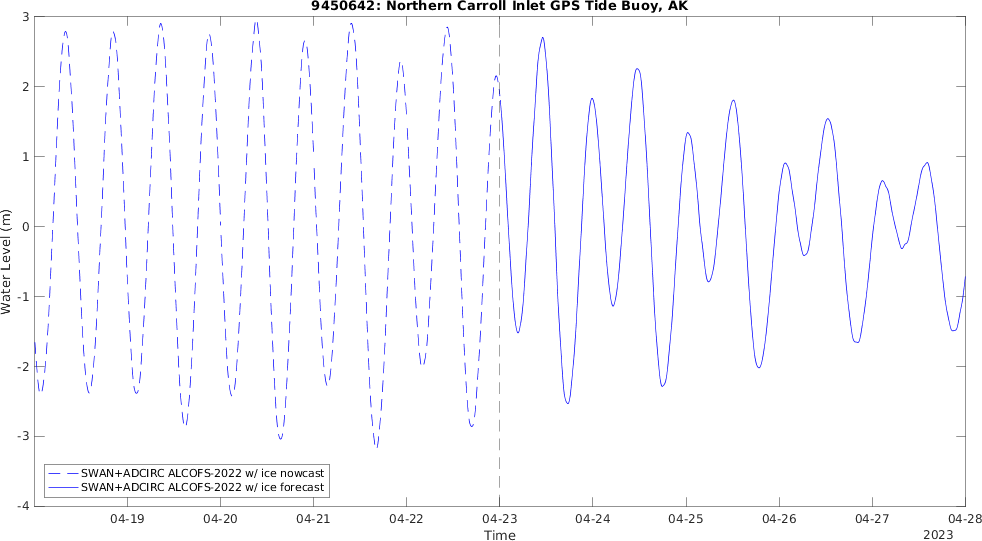 9450642: Northern Carroll Inlet GPS Tide Buoy, AK
3
2
1
0
-1
-2
-3
-4
Water Level (m)
SWAN+ADCIRC ALCOFS-2022 w/ ice nowcast
SWAN+ADCIRC ALCOFS-2022 w/ ice forecast
04-19 04-20 04-21 04-22 04-23 04-24 04-25 04-26 04-27 04-28
Time
2023